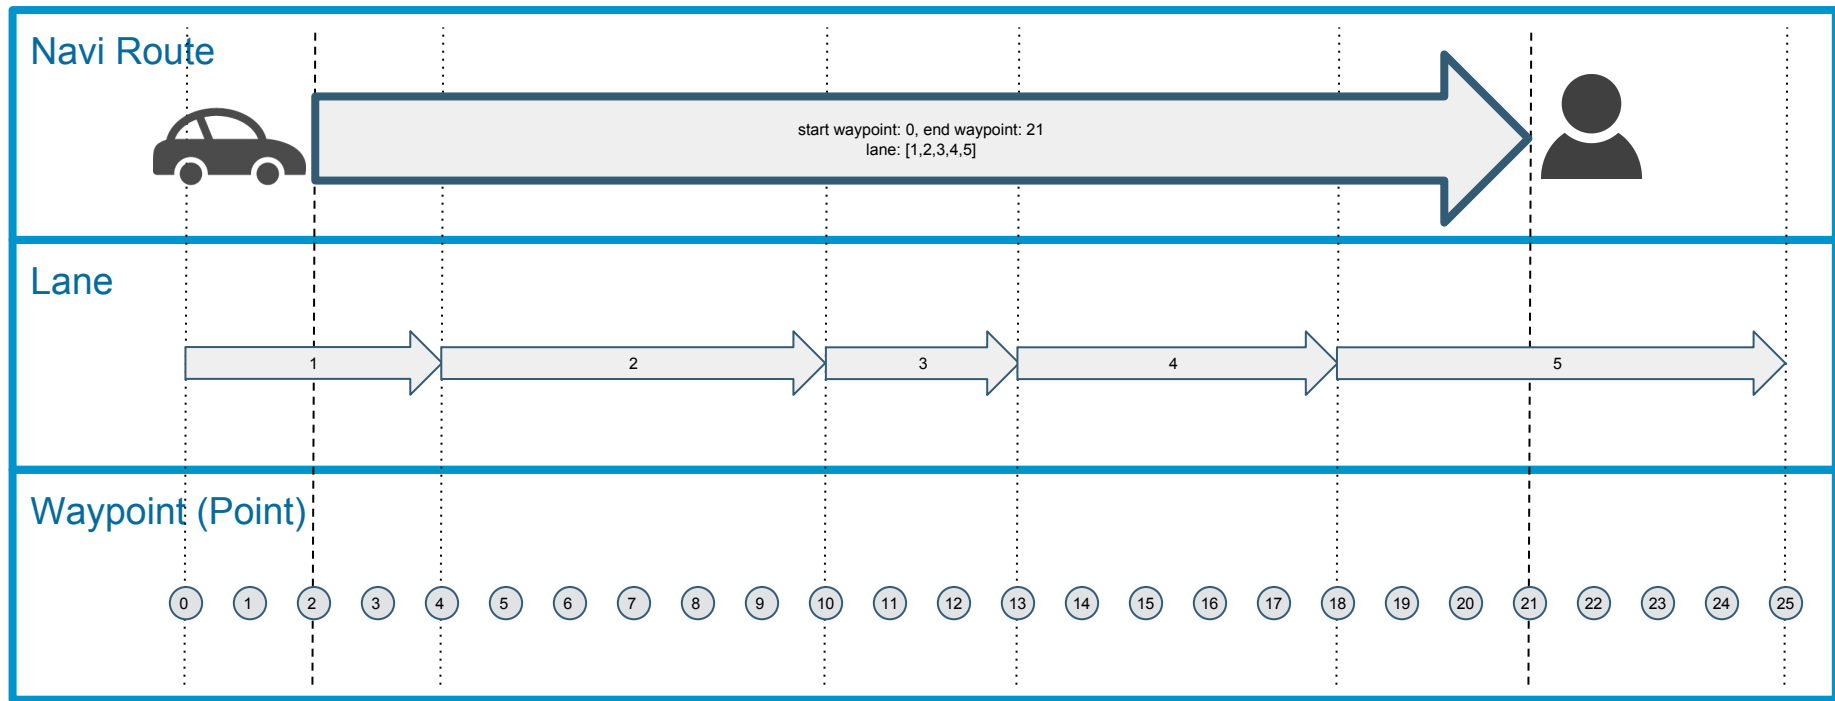 Navi Route
start waypoint: 0, end waypoint: 21
lane: [1,2,3,4,5]
Lane
1 2 3 4 5
Waypoint (Point)
0 1 2 3 4 5 6 7 8 9 10 11 12 13 14 15 16 17 18 19 20 21 22 23 24 25